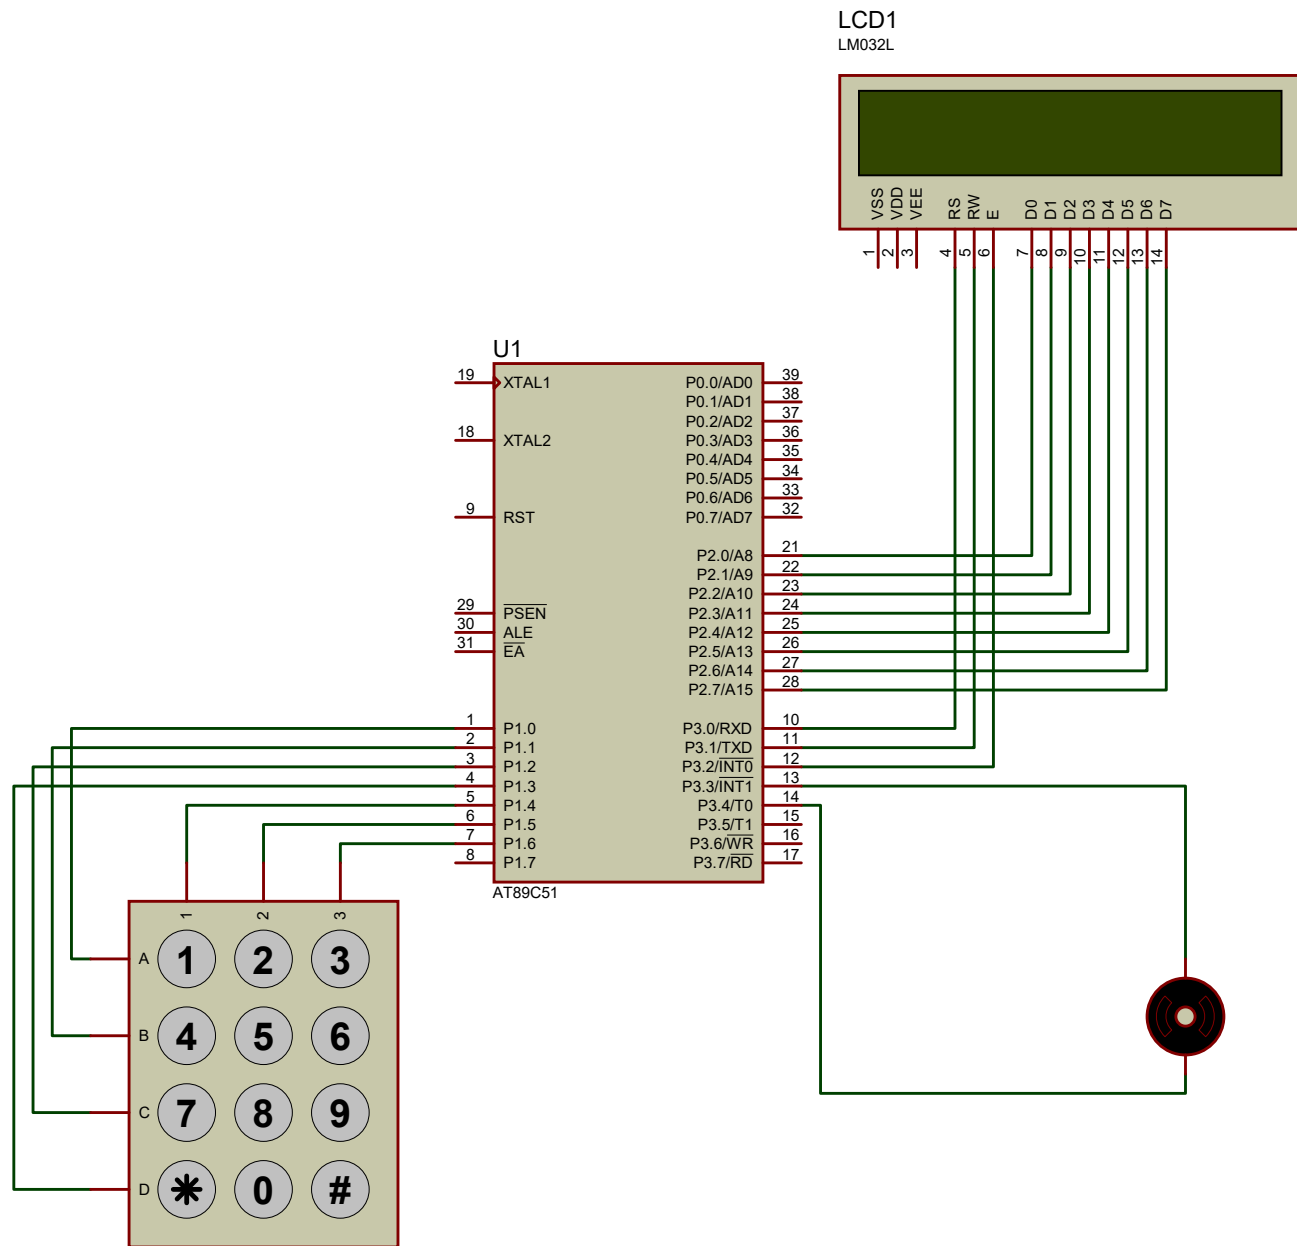 LCD1
LM032L
VSS
VDD
VEE
RS
RW
E
D0
D1
D2
D3
D4
D5
D6
D7
1
2
3
4
5
6
7
8
9
10
11
12
13
14
U1
19 XTAL1
18 XTAL2
9 RST
29 PSEN
30 ALE
31 EA
1 P1.0
2 P1.1
3 P1.2
4 P1.3
5 P1.4
6 P1.5
7 P1.6
8 P1.7
P0.0/AD0 39
P0.1/AD1 38
P0.2/AD2 37
P0.3/AD3 36
P0.4/AD4 35
P0.5/AD5 34
P0.6/AD6 33
P0.7/AD7 32
P2.0/A8 21
P2.1/A9 22
P2.2/A10 23
P2.3/A11 24
P2.4/A12 25
P2.5/A13 26
P2.6/A14 27
P2.7/A15 28
P3.0/RXD 10
P3.1/TXD 11
P3.2/INT0 12
P3.3/INT1 13
P3.4/T0 14
P3.5/T1 15
P3.6/WR 16
P3.7/RD 17
AT89C51
1 2 3
A 1 2 3
B 4 5 6
C 7 8 9
D * 0 #